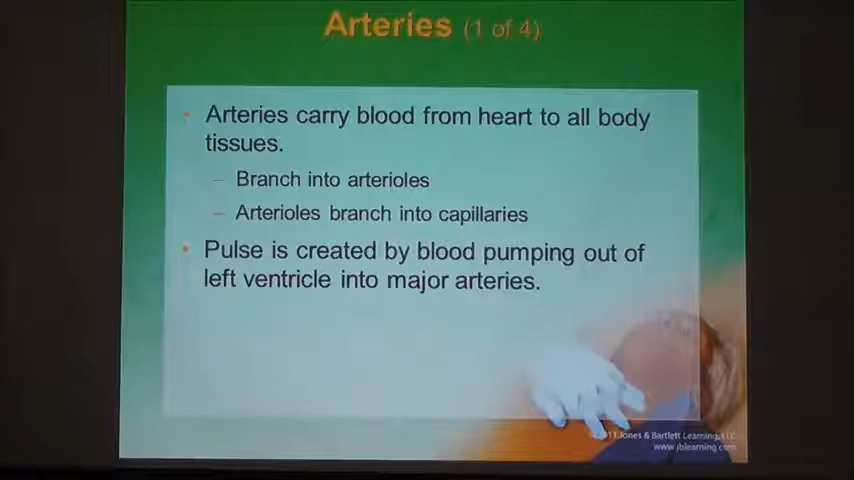 Arteries (1 of 4)
• Arteries carry blood from heart to all body
tissues.
– Branch into arterioles
– Arterioles branch into capillaries
• Pulse is created by blood pumping out of
left ventricle into major arteries.
©2011 Jones & Bartlett Learning, LLC
www.jblearning.com